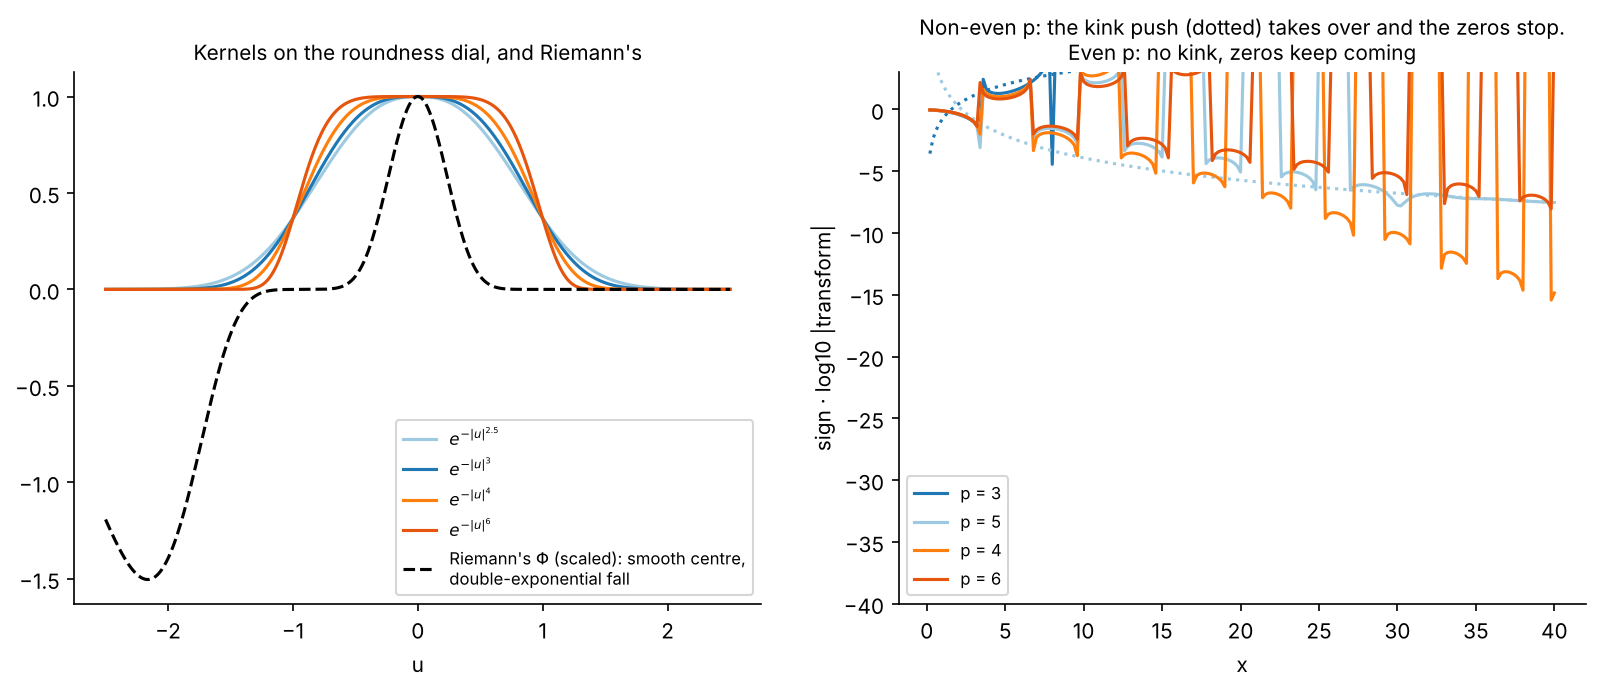 Kernels on the roundness dial, and Riemann's
1.0
0.5
0.0
−0.5
−1.0
−1.5
−2
−1
0
1
2
u
e^{−|u|^{2.5}}
e^{−|u|^3}
e^{−|u|^4}
e^{−|u|^6}
Riemann's Φ (scaled): smooth centre,
double-exponential fall
Non-even p: the kink push (dotted) takes over and the zeros stop.
Even p: no kink, zeros keep coming
sign · log10 |transform|
0
−5
−10
−15
−20
−25
−30
−35
−40
0
5
10
15
20
25
30
35
40
x
p = 3
p = 5
p = 4
p = 6